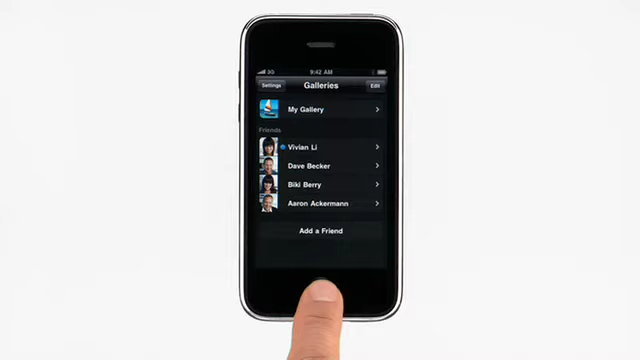 3G 9:42 AM
Settings Galleries Edit
My Gallery
Friends
Vivian Li
Dave Becker
Biki Berry
Aaron Ackermann
Add a Friend